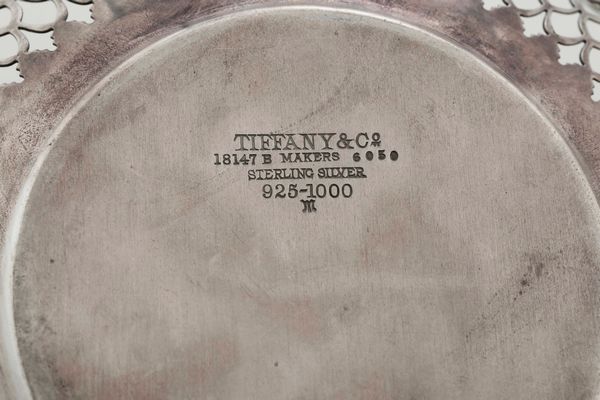 TIFFANY & Co
18147 B MAKERS 6050
STERLING SILVER
925-1000
M